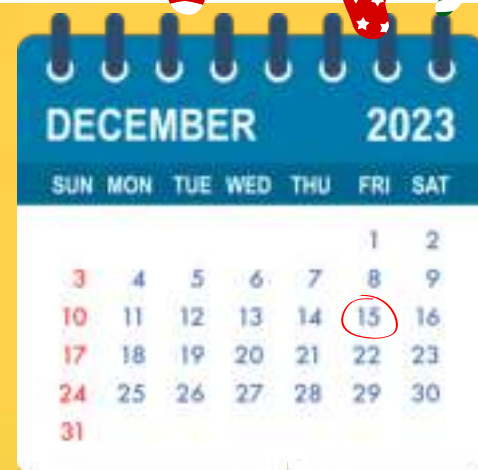 DECEMBER 2023
SUN MON TUE WED THU FRI SAT
1 2
3 4 5 6 7 8 9
10 11 12 13 14 15 16
17 18 19 20 21 22 23
24 25 26 27 28 29 30
31